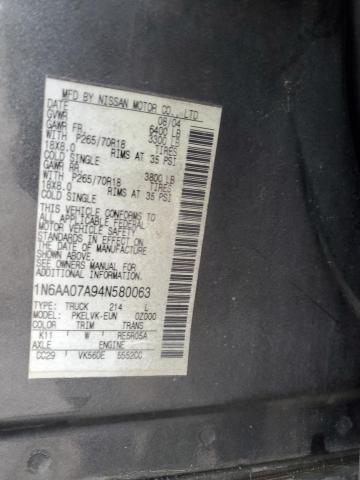 MFD BY NISSAN MOTOR CO., LTD
DATE 08/04
GVWR 6400 LB
GAWR FR. 3300 LB
WITH P265/70R18 TIRES
18X8.0 RIMS AT 35 PSI
COLD SINGLE
GAWR RR. 3800 LB
WITH P265/70R18 TIRES
18X8.0 RIMS AT 35 PSI
COLD SINGLE
THIS VEHICLE CONFORMS TO
ALL APPLICABLE FEDERAL
MOTOR VEHICLE SAFETY
STANDARDS IN EFFECT ON
THE DATE OF MANUFACTURE
SHOWN ABOVE.
SEE OWNERS MANUAL FOR
ADDITIONAL INFORMATION
1N6AA07A94N580063
TYPE: TRUCK 214 L
MODEL: PKELVK-EUN 0Z000
COLOR TRIM TRANS
K11 W RE5R05A
AXLE ENGINE
CC29 VK56DE 5552CC